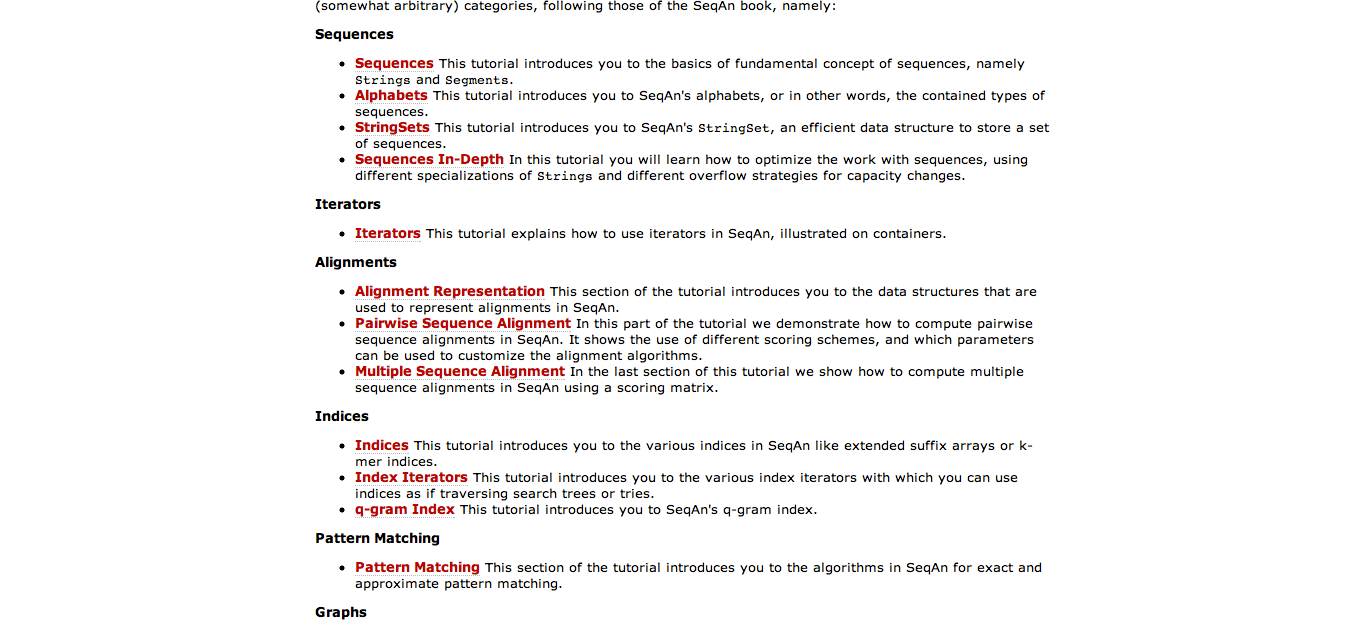 (somewhat arbitrary) categories, following those of the SeqAn book, namely:
Sequences
• Sequences This tutorial introduces you to the basics of fundamental concept of sequences, namely
Strings and Segments.
• Alphabets This tutorial introduces you to SeqAn's alphabets, or in other words, the contained types of
sequences.
• StringSets This tutorial introduces you to SeqAn's StringSet, an efficient data structure to store a set
of sequences.
• Sequences In-Depth In this tutorial you will learn how to optimize the work with sequences, using
different specializations of Strings and different overflow strategies for capacity changes.
Iterators
• Iterators This tutorial explains how to use iterators in SeqAn, illustrated on containers.
Alignments
• Alignment Representation This section of the tutorial introduces you to the data structures that are
used to represent alignments in SeqAn.
• Pairwise Sequence Alignment In this part of the tutorial we demonstrate how to compute pairwise
sequence alignments in SeqAn. It shows the use of different scoring schemes, and which parameters
can be used to customize the alignment algorithms.
• Multiple Sequence Alignment In the last section of this tutorial we show how to compute multiple
sequence alignments in SeqAn using a scoring matrix.
Indices
• Indices This tutorial introduces you to the various indices in SeqAn like extended suffix arrays or k-
mer indices.
• Index Iterators This tutorial introduces you to the various index iterators with which you can use
indices as if traversing search trees or tries.
• q-gram Index This tutorial introduces you to SeqAn's q-gram index.
Pattern Matching
• Pattern Matching This section of the tutorial introduces you to the algorithms in SeqAn for exact and
approximate pattern matching.
Graphs